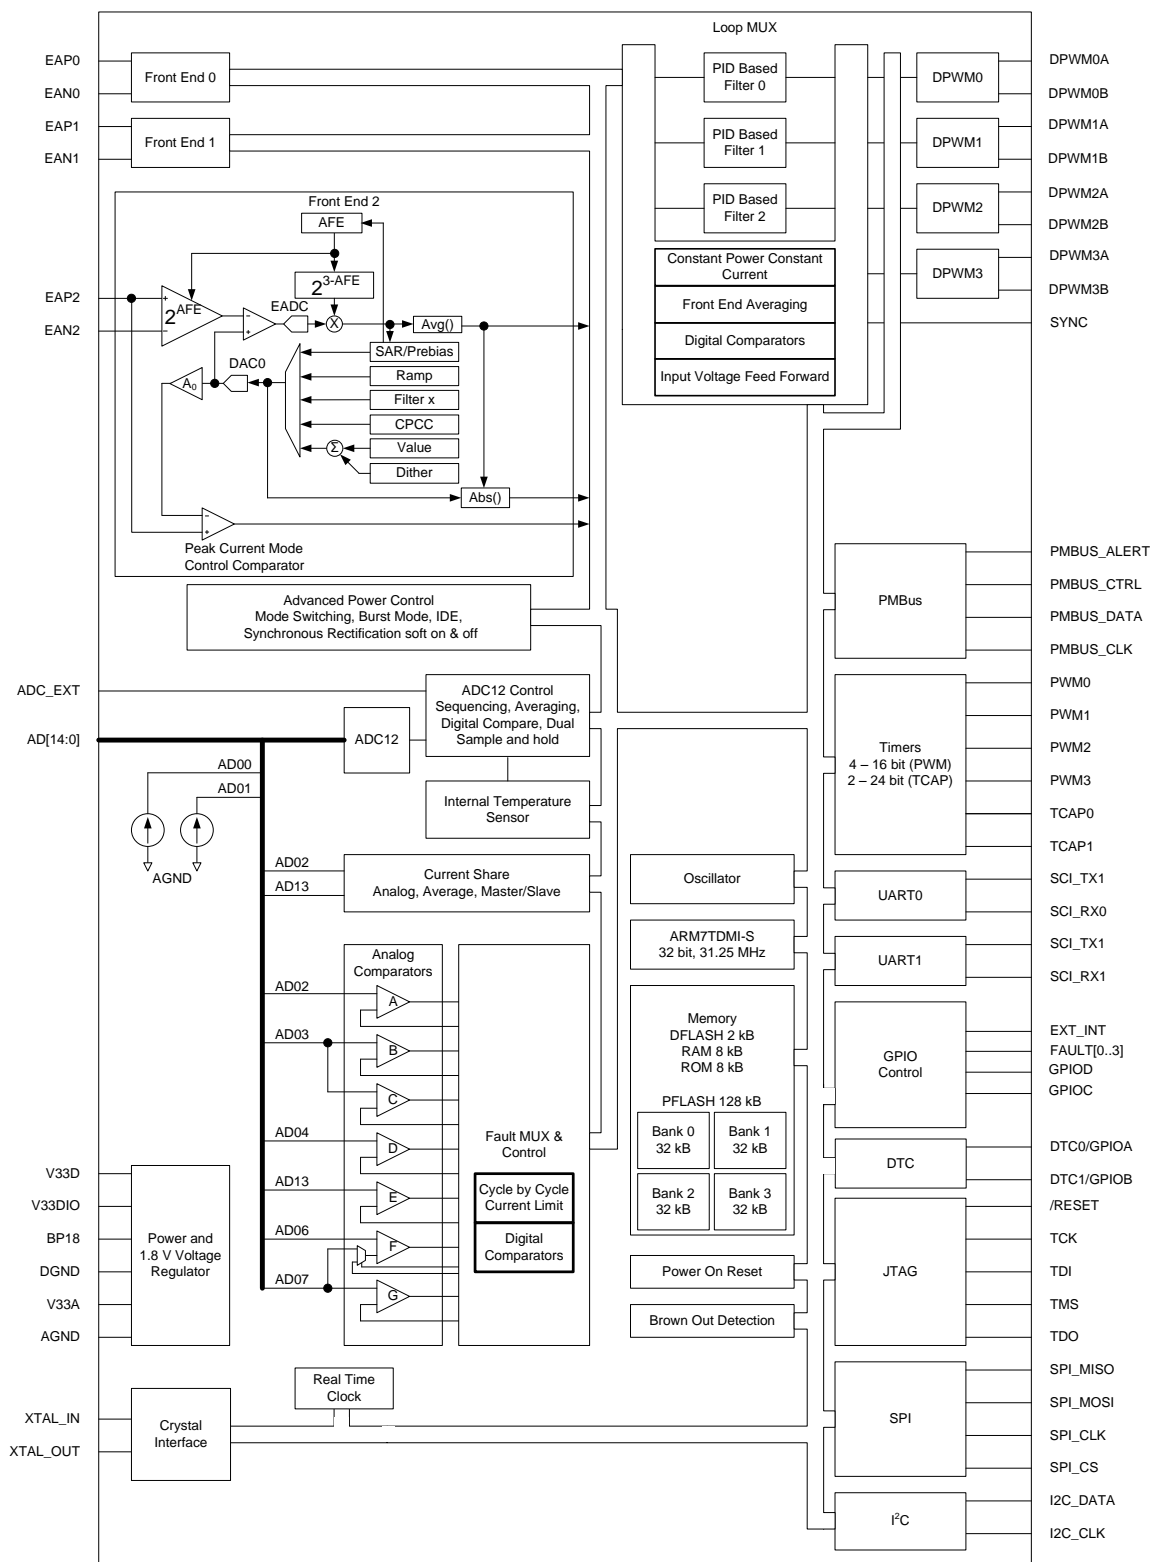 Loop MUX
EAP0
EAN0
EAP1
EAN1
Front End 0
Front End 1
Front End 2
AFE
2^3-AFE
EAP2
EAN2
+
−
2^AFE
−
+
EADC
X
Avg()
SAR/Prebias
Ramp
Filter x
CPCC
Value
Dither
Σ
DAC0
A₀
Abs()
−
+
Peak Current Mode
Control Comparator
PID Based
Filter 0
PID Based
Filter 1
PID Based
Filter 2
Constant Power Constant
Current
Front End Averaging
Digital Comparators
Input Voltage Feed Forward
DPWM0
DPWM1
DPWM2
DPWM3
DPWM0A
DPWM0B
DPWM1A
DPWM1B
DPWM2A
DPWM2B
DPWM3A
DPWM3B
SYNC
Advanced Power Control
Mode Switching, Burst Mode, IDE,
Synchronous Rectification soft on & off
ADC_EXT
AD[14:0]
ADC12
ADC12 Control
Sequencing, Averaging,
Digital Compare, Dual
Sample and hold
AD00
AD01
AGND
Internal Temperature
Sensor
AD02
AD13
Current Share
Analog, Average, Master/Slave
Analog
Comparators
AD02
A
AD03
B
C
AD04
D
AD13
E
AD06
F
AD07
G
Fault MUX &
Control
Cycle by Cycle
Current Limit
Digital
Comparators
Oscillator
ARM7TDMI-S
32 bit, 31.25 MHz
Memory
DFLASH 2 kB
RAM 8 kB
ROM 8 kB
PFLASH 128 kB
Bank 0
32 kB
Bank 1
32 kB
Bank 2
32 kB
Bank 3
32 kB
Power On Reset
Brown Out Detection
V33D
V33DIO
BP18
DGND
V33A
AGND
Power and
1.8 V Voltage
Regulator
XTAL_IN
XTAL_OUT
Crystal
Interface
Real Time
Clock
PMBus
PMBUS_ALERT
PMBUS_CTRL
PMBUS_DATA
PMBUS_CLK
Timers
4 – 16 bit (PWM)
2 – 24 bit (TCAP)
PWM0
PWM1
PWM2
PWM3
TCAP0
TCAP1
UART0
SCI_TX1
SCI_RX0
UART1
SCI_TX1
SCI_RX1
GPIO
Control
EXT_INT
FAULT[0..3]
GPIOD
GPIOC
DTC
DTC0/GPIOA
DTC1/GPIOB
JTAG
/RESET
TCK
TDI
TMS
TDO
SPI
SPI_MISO
SPI_MOSI
SPI_CLK
SPI_CS
I²C
I2C_DATA
I2C_CLK